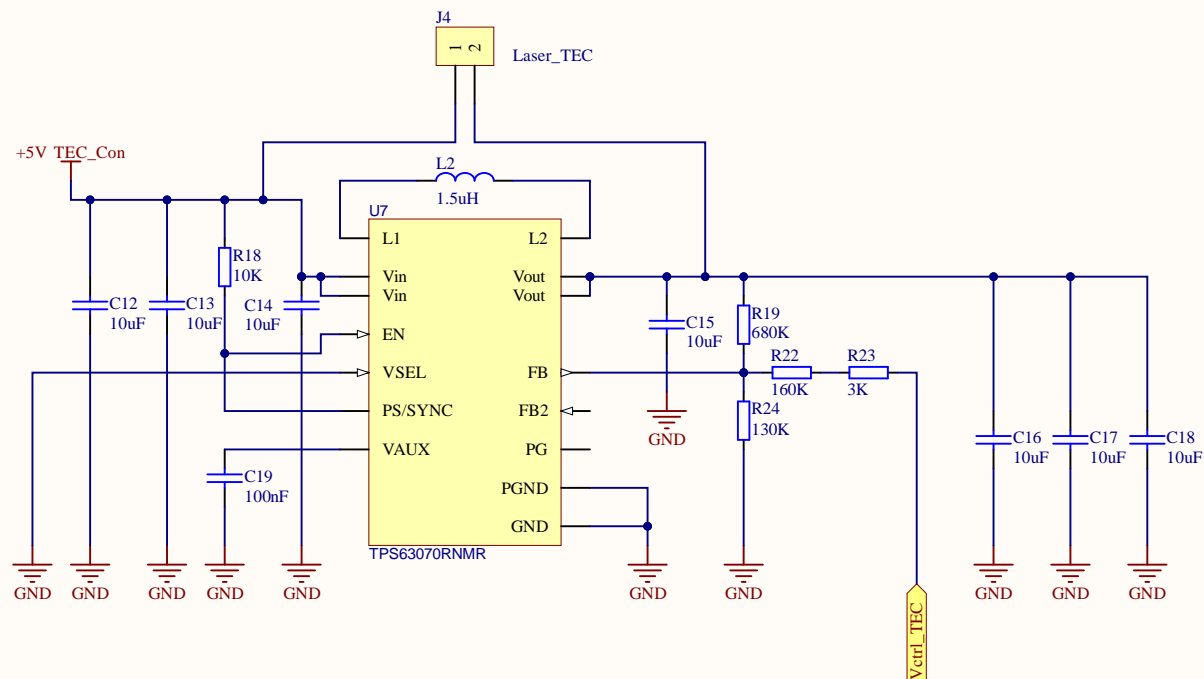 J4
1 2
Laser_TEC
+5V TEC_Con
L2
1.5uH
U7
L1 L2
R18
10K
Vin Vout
Vin Vout
C12
10uF
C13
10uF
C14
10uF
C15
10uF
R19
680K
EN
VSEL FB
R22
160K
R23
3K
PS/SYNC FB2
R24
130K
GND
VAUX PG
C16
10uF
C17
10uF
C18
10uF
C19
100nF
PGND
GND
TPS63070RNMR
GND GND GND GND GND GND GND GND GND GND
Vctrl_TEC